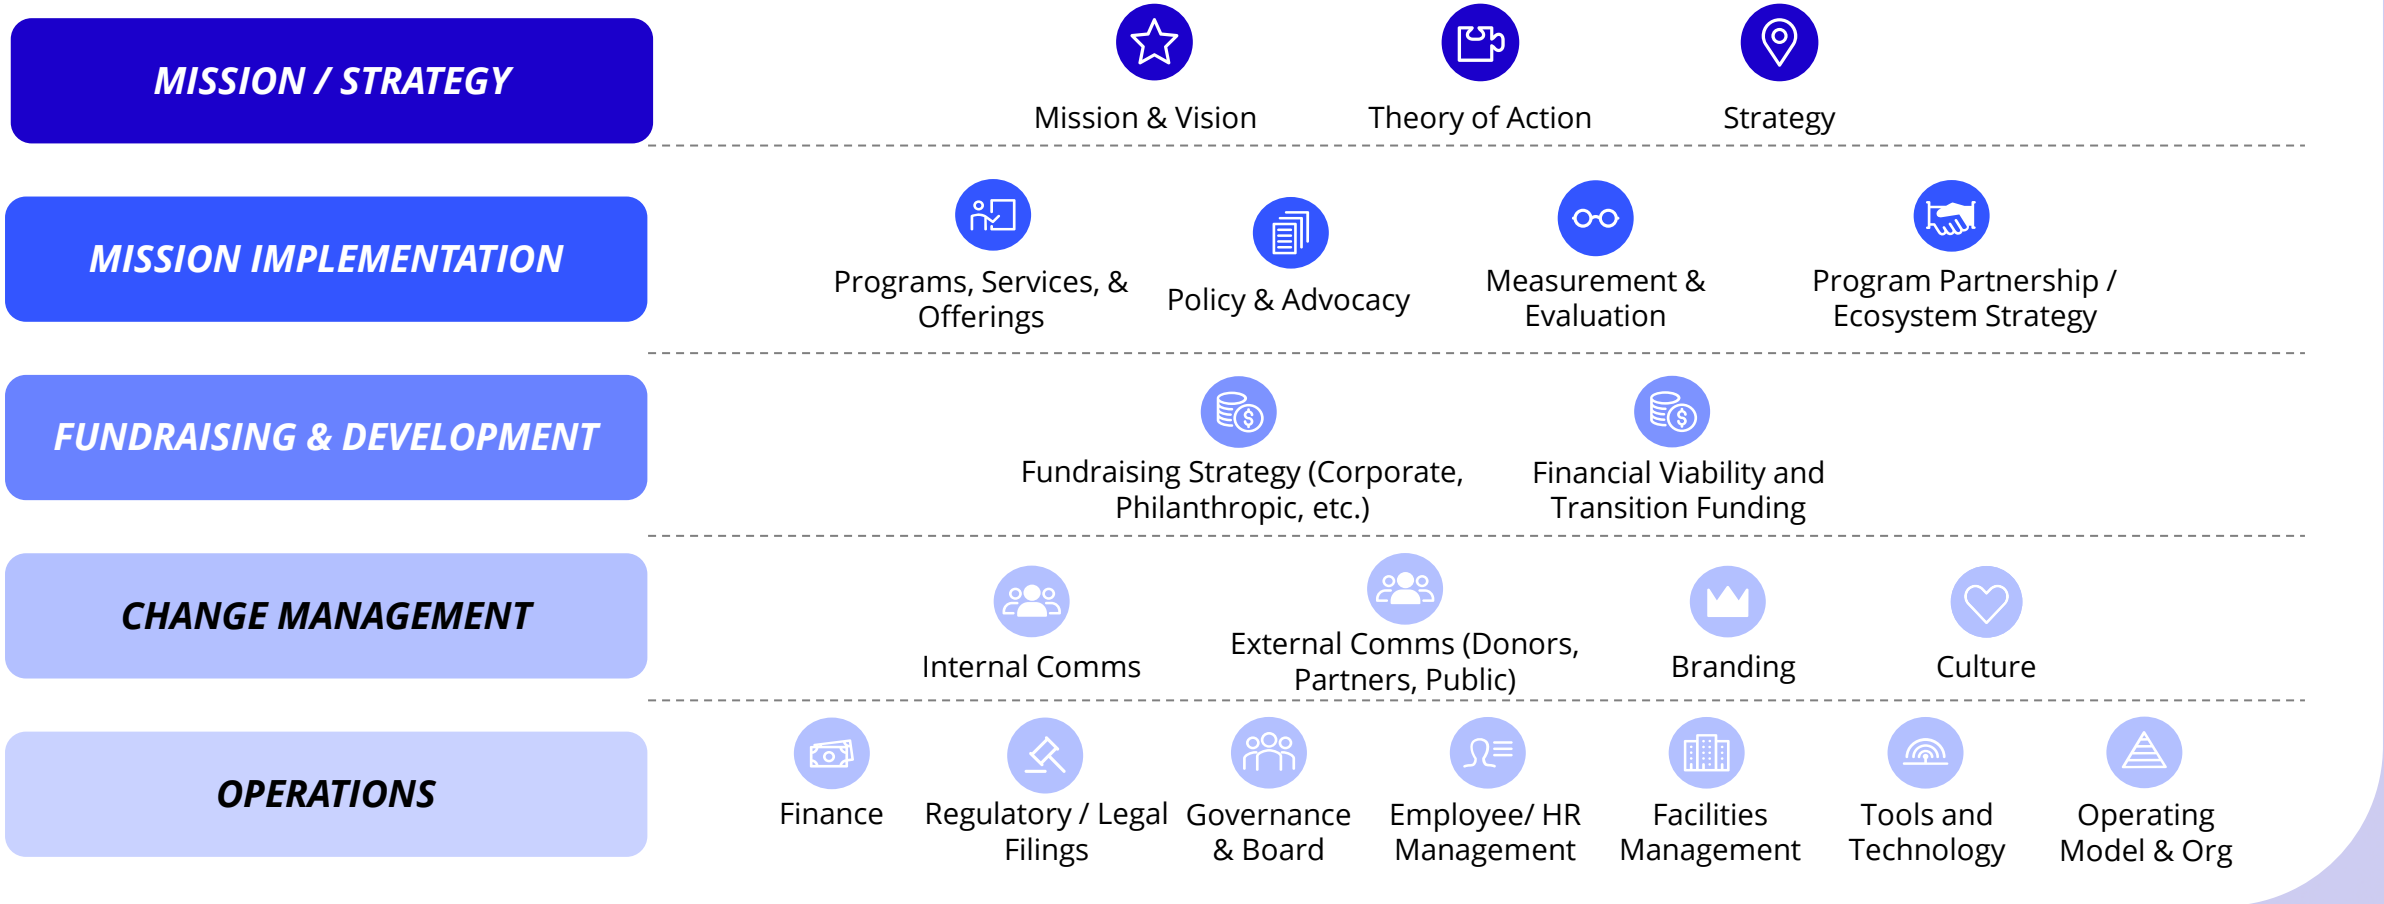 MISSION / STRATEGY
Mission & Vision
Theory of Action
Strategy
MISSION IMPLEMENTATION
Programs, Services, &
Offerings
Policy & Advocacy
Measurement &
Evaluation
Program Partnership /
Ecosystem Strategy
FUNDRAISING & DEVELOPMENT
Fundraising Strategy (Corporate,
Philanthropic, etc.)
Financial Viability and
Transition Funding
CHANGE MANAGEMENT
Internal Comms
External Comms (Donors,
Partners, Public)
Branding
Culture
OPERATIONS
Finance
Regulatory / Legal
Filings
Governance
& Board
Employee/ HR
Management
Facilities
Management
Tools and
Technology
Operating
Model & Org